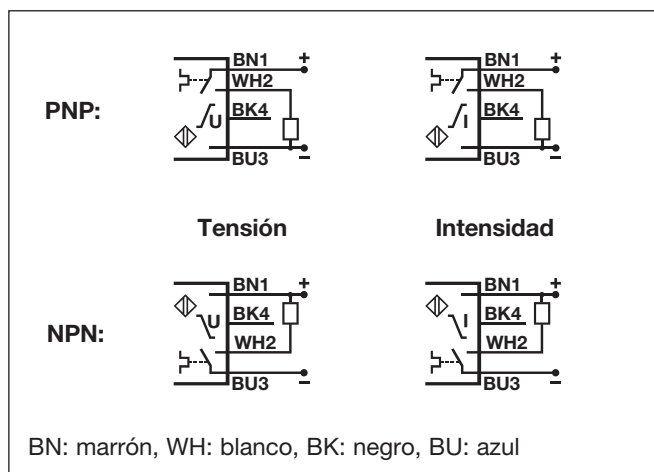 BN1 + BN1 +
WH2 WH2
PNP: U BK4 I BK4
BU3 – BU3 –
Tensión Intensidad
BN1 + BN1 +
U BK4 I BK4
NPN: WH2 WH2
BU3 – BU3 –
BN: marrón, WH: blanco, BK: negro, BU: azul